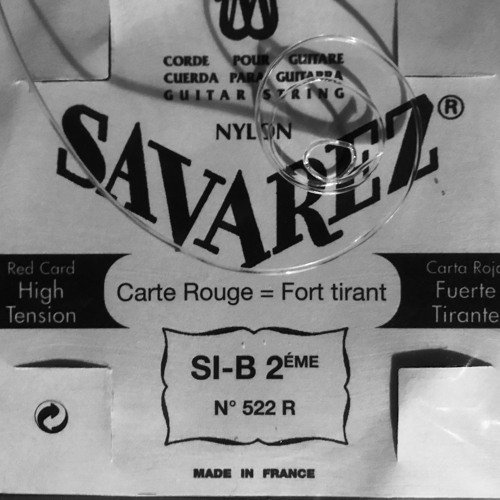 CORDE POUR GUITARE
CUERDA PARA GUITARRA
GUITAR STRING
NYLON
SAVAREZ®
Red Card
High
Tension
Carte Rouge = Fort tirant
Carta Roja
Fuerte
Tirante
SI-B 2ÉME
N° 522 R
MADE IN FRANCE